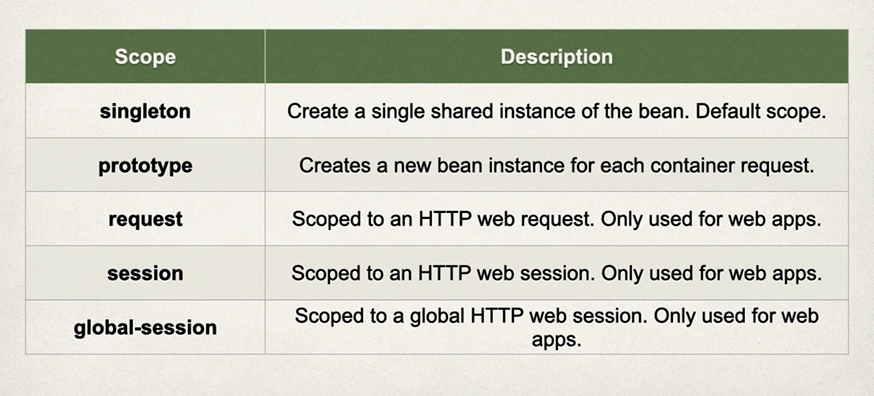 Scope Description
singleton Create a single shared instance of the bean. Default scope.
prototype Creates a new bean instance for each container request.
request Scoped to an HTTP web request. Only used for web apps.
session Scoped to an HTTP web session. Only used for web apps.
global-session Scoped to a global HTTP web session. Only used for web
apps.